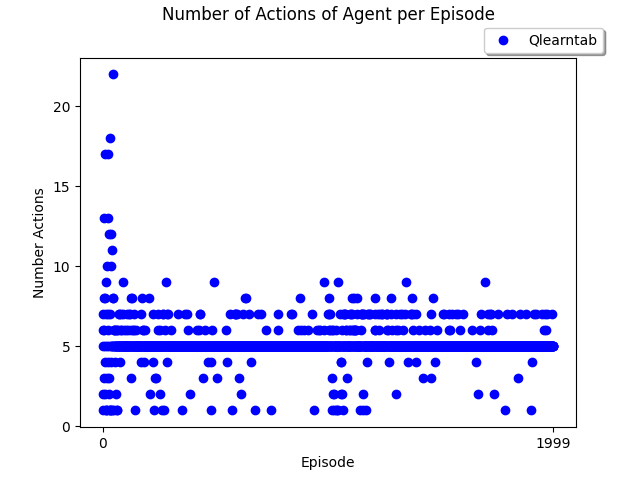 Number of Actions of Agent per Episode
Qlearntab
20
15
10
5
0
Number Actions
0 1999
Episode